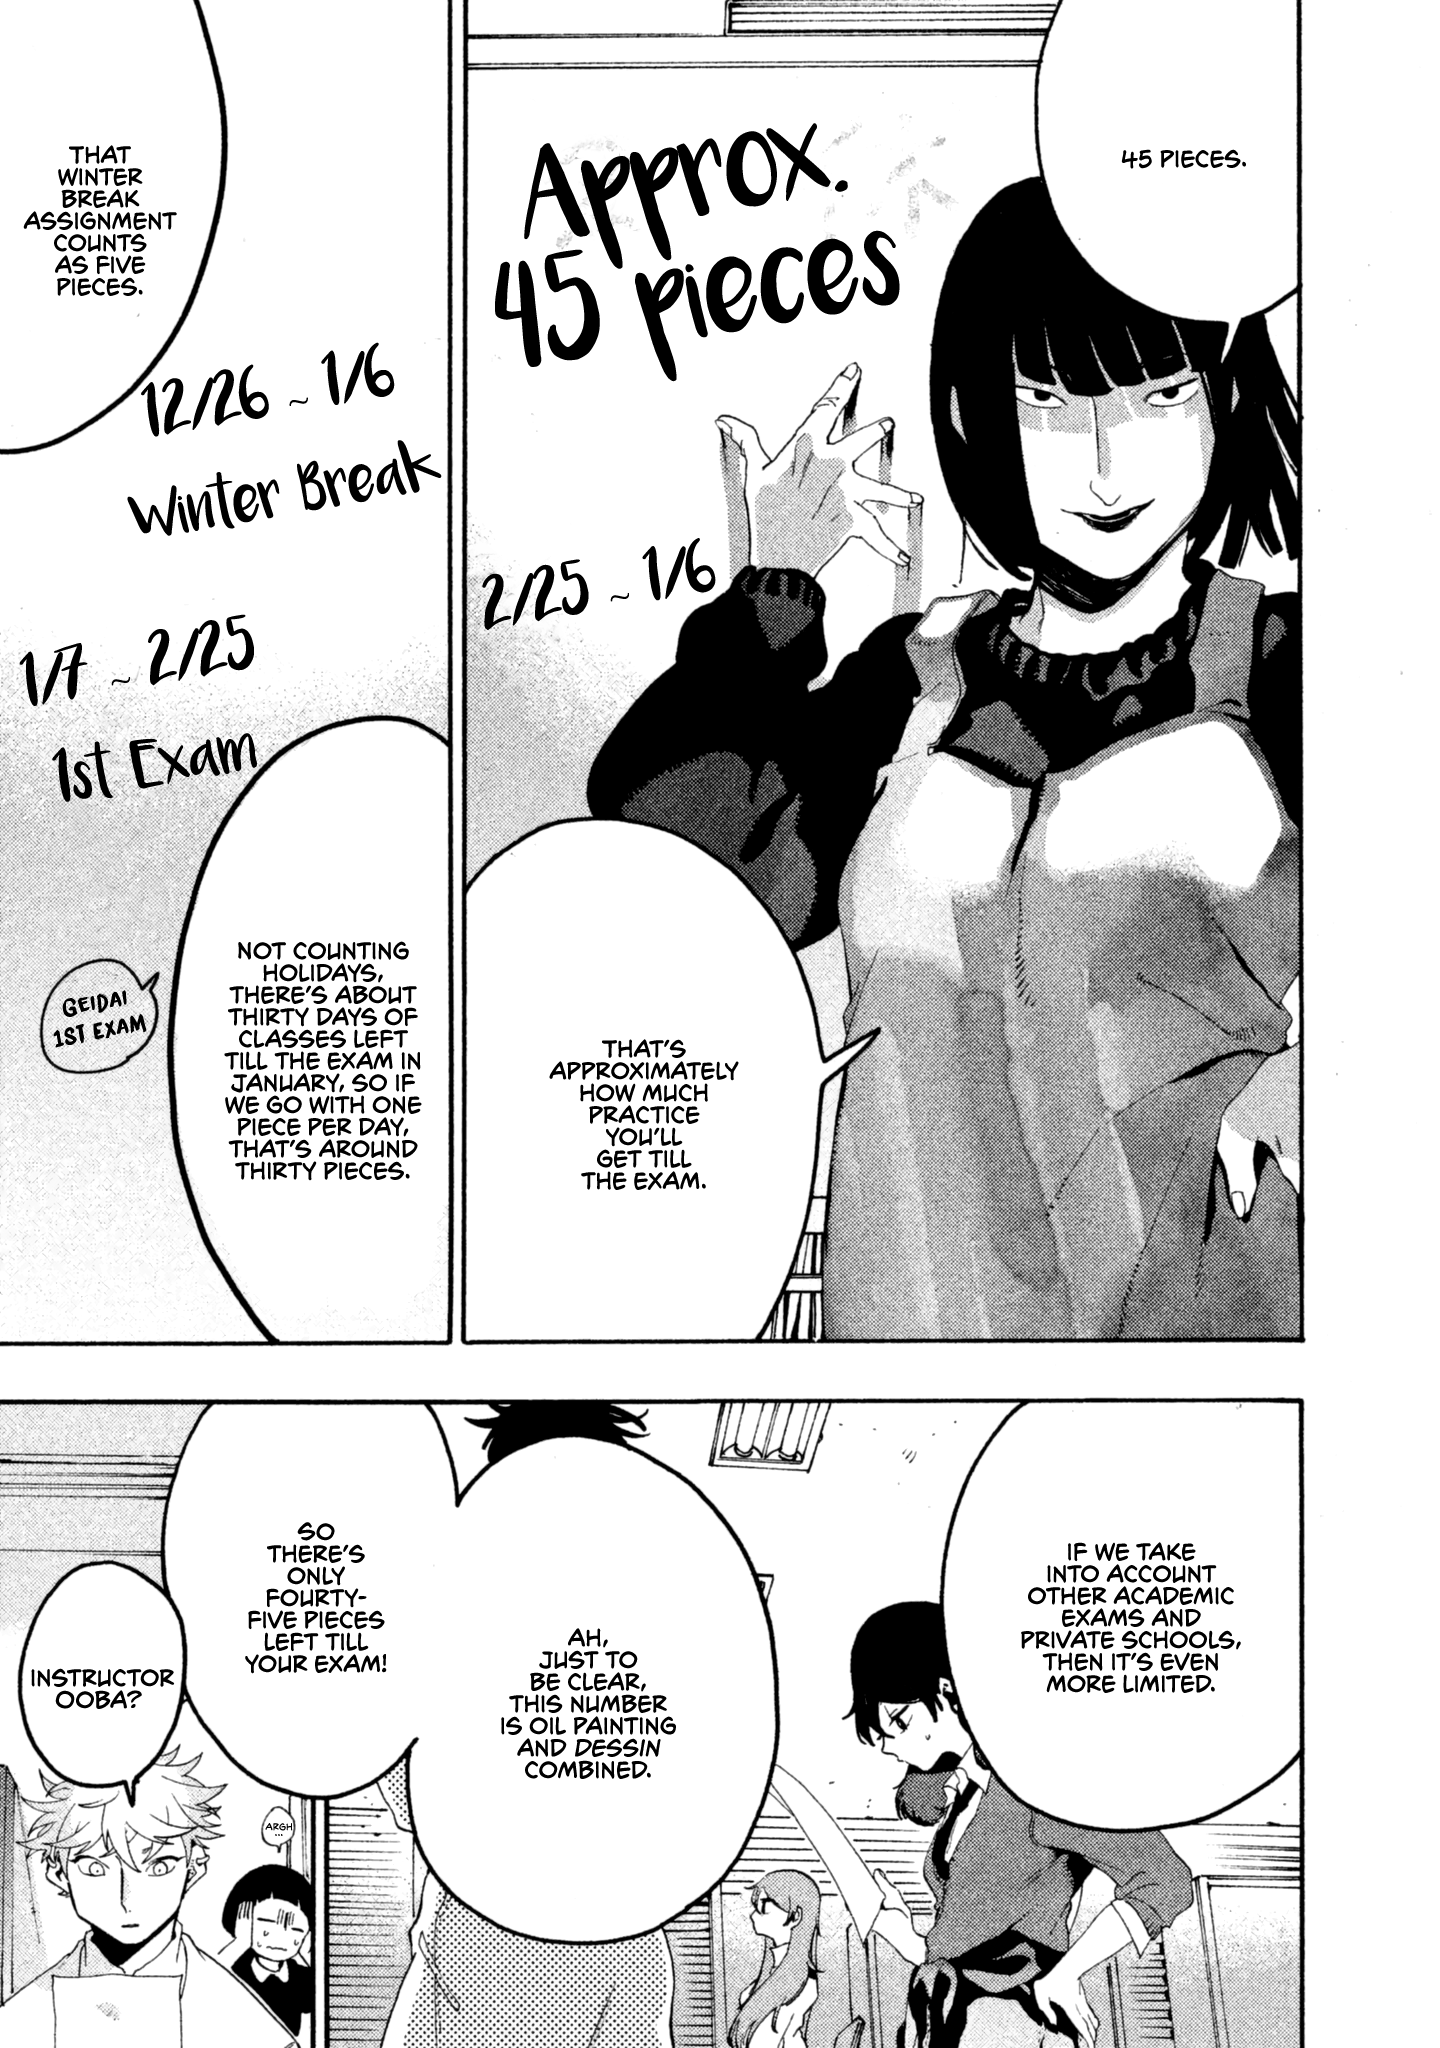 45 PIECES.
Approx.
45 pieces
2/25 ~ 1/6
THAT'S
APPROXIMATELY
HOW MUCH
PRACTICE
YOU'LL
GET TILL
THE EXAM.
THAT
WINTER
BREAK
ASSIGNMENT
COUNTS
AS FIVE
PIECES.
12/26 ~ 1/6
Winter Break
1/7 ~ 2/25
1st Exam
NOT COUNTING
HOLIDAYS,
THERE'S ABOUT
THIRTY DAYS OF
CLASSES LEFT
TILL THE EXAM IN
JANUARY, SO IF
WE GO WITH ONE
PIECE PER DAY,
THAT'S AROUND
THIRTY PIECES.
GEIDAI
1ST EXAM
IF WE TAKE
INTO ACCOUNT
OTHER ACADEMIC
EXAMS AND
PRIVATE SCHOOLS,
THEN IT'S EVEN
MORE LIMITED.
AH,
JUST TO
BE CLEAR,
THIS NUMBER
IS OIL PAINTING
AND DESSIN
COMBINED.
SO
THERE'S
ONLY
FOURTY-
FIVE PIECES
LEFT TILL
YOUR EXAM!
INSTRUCTOR
OOBA?
ARGH
...